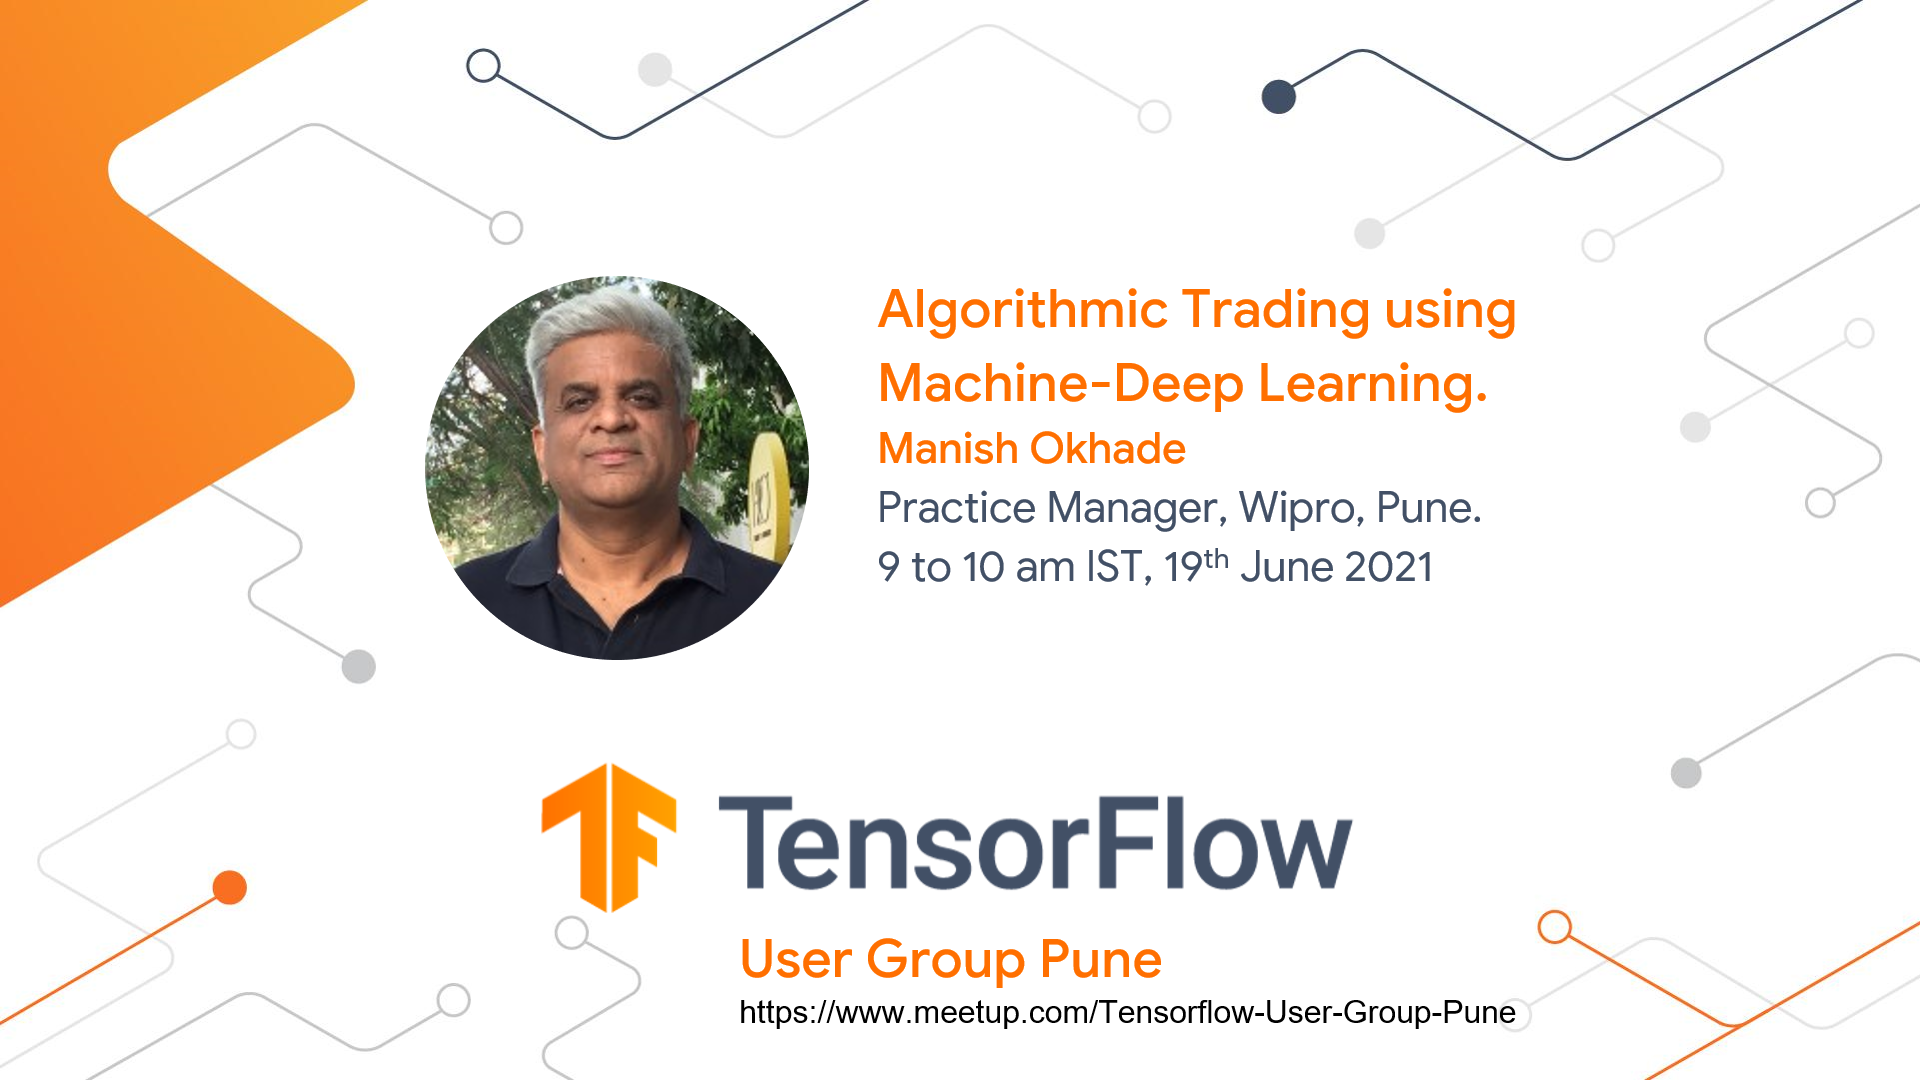 Algorithmic Trading using
Machine-Deep Learning.
Manish Okhade
Practice Manager, Wipro, Pune.
9 to 10 am IST, 19th June 2021
TensorFlow
User Group Pune
https://www.meetup.com/Tensorflow-User-Group-Pune